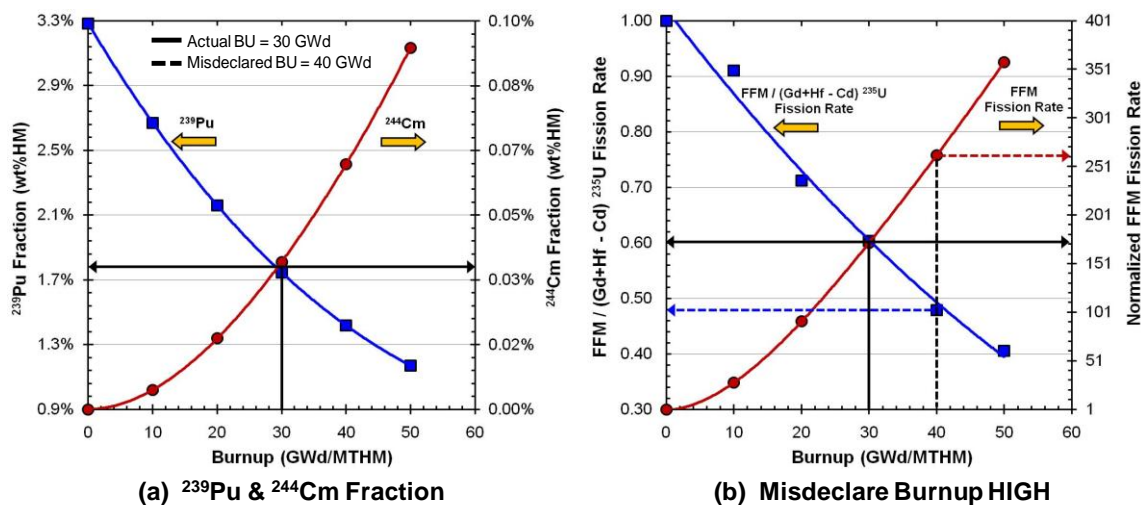 3.3%
2.9%
2.5%
2.1%
1.7%
1.3%
0.9%
²³⁹Pu Fraction (wt%HM)
Actual BU = 30 GWd
Misdeclared BU = 40 GWd
²³⁹Pu
²⁴⁴Cm
0.10%
0.08%
0.07%
0.05%
0.03%
0.02%
0.00%
²⁴⁴Cm Fraction (wt%HM)
0 10 20 30 40 50 60
Burnup (GWd/MTHM)
(a) ²³⁹Pu & ²⁴⁴Cm Fraction
1.00
0.90
0.80
0.70
0.60
0.50
0.40
0.30
FFM / (Gd+Hf - Cd) ²³⁵U Fission Rate
FFM / (Gd+Hf - Cd) ²³⁵U
Fission Rate
FFM
Fission Rate
401
351
301
251
201
151
101
51
1
Normalized FFM Fission Rate
0 10 20 30 40 50 60
Burnup (GWd/MTHM)
(b) Misdeclare Burnup HIGH